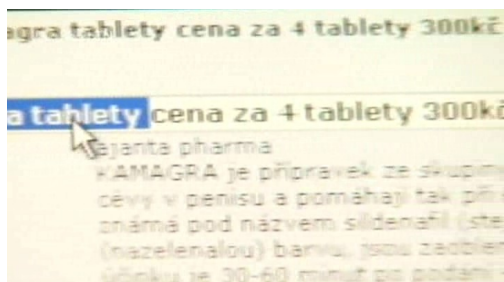 agra tablety cena za 4 tablety 300kč
a tablety cena za 4 tablety 300kč
ajanta pharma
KAMAGRA je přípravek ze skupin
cévy v penisu a pomáhají tak při
známá pod názvem sildenafil (ste
(nazelenalou) barvu, jsou zaoblen
účinku je 30-60 minut po podání